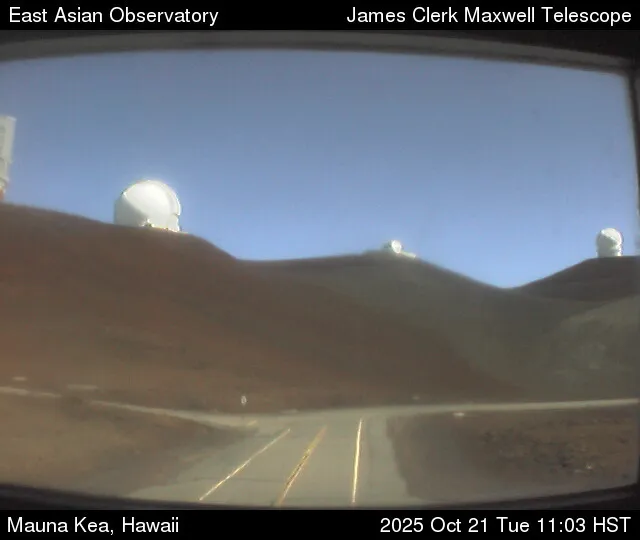 East Asian Observatory
James Clerk Maxwell Telescope
Mauna Kea, Hawaii
2025 Oct 21 Tue 11:03 HST